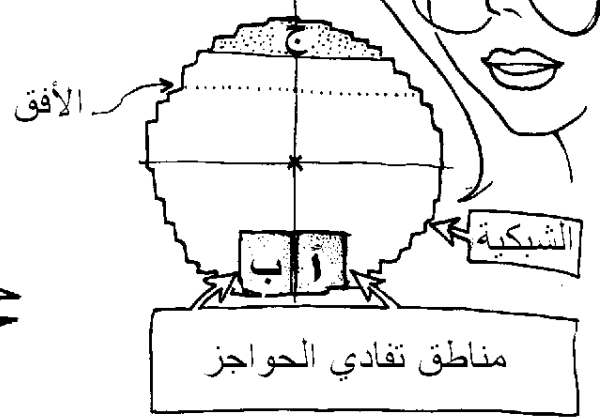 ج
الأفق
الشبكية
ب
أ
مناطق تفادي الحواجز